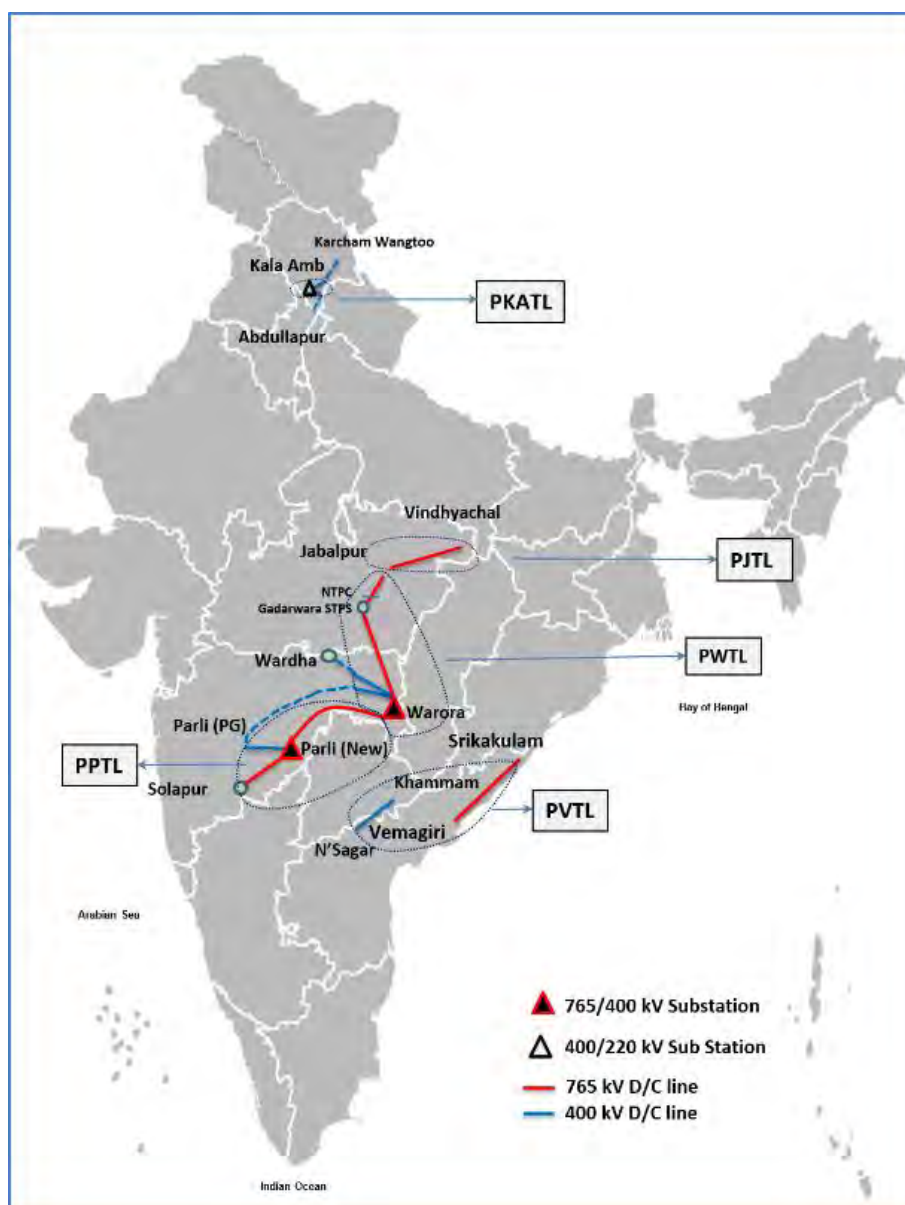 Karcham Wangtoo
Kala Amb
PKATL
Abdullapur
Vindhyachal
Jabalpur
PJTL
NTPC
Gadarwara STPS
Wardha
PWTL
Warora
Bay of Bengal
Parli (PG)
Srikakulam
Parli (New)
PPTL
Khammam
Solapur
PVTL
Vemagiri
N'Sagar
Arabian Sea
765/400 kV Substation
400/220 kV Sub Station
765 kV D/C line
400 kV D/C line
Indian Ocean